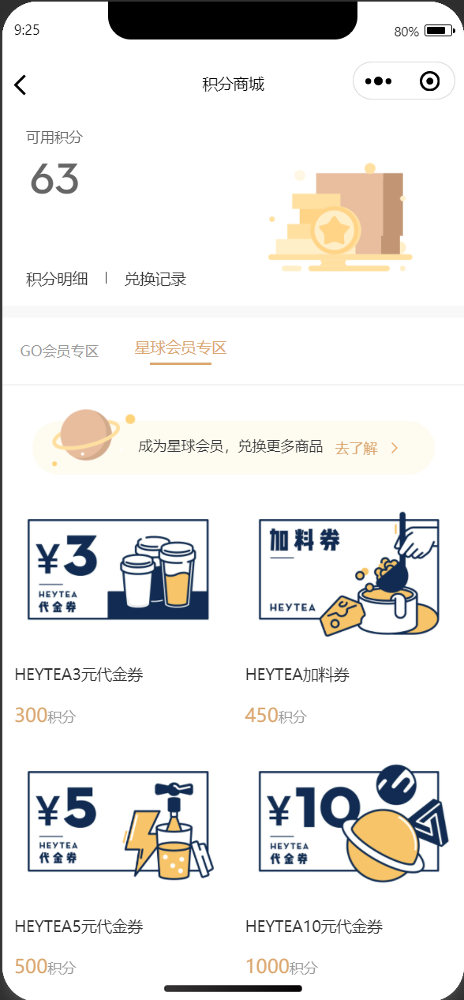 9:25
80%
积分商城
可用积分
63
积分明细
兑换记录
GO会员专区
星球会员专区
成为星球会员，兑换更多商品
去了解
¥3
HEYTEA
代金券
加料券
HEYTEA
HEYTEA3元代金券
HEYTEA加料券
300积分
450积分
¥5
HEYTEA
代金券
¥10
HEYTEA
代金券
HEYTEA5元代金券
HEYTEA10元代金券
500积分
1000积分